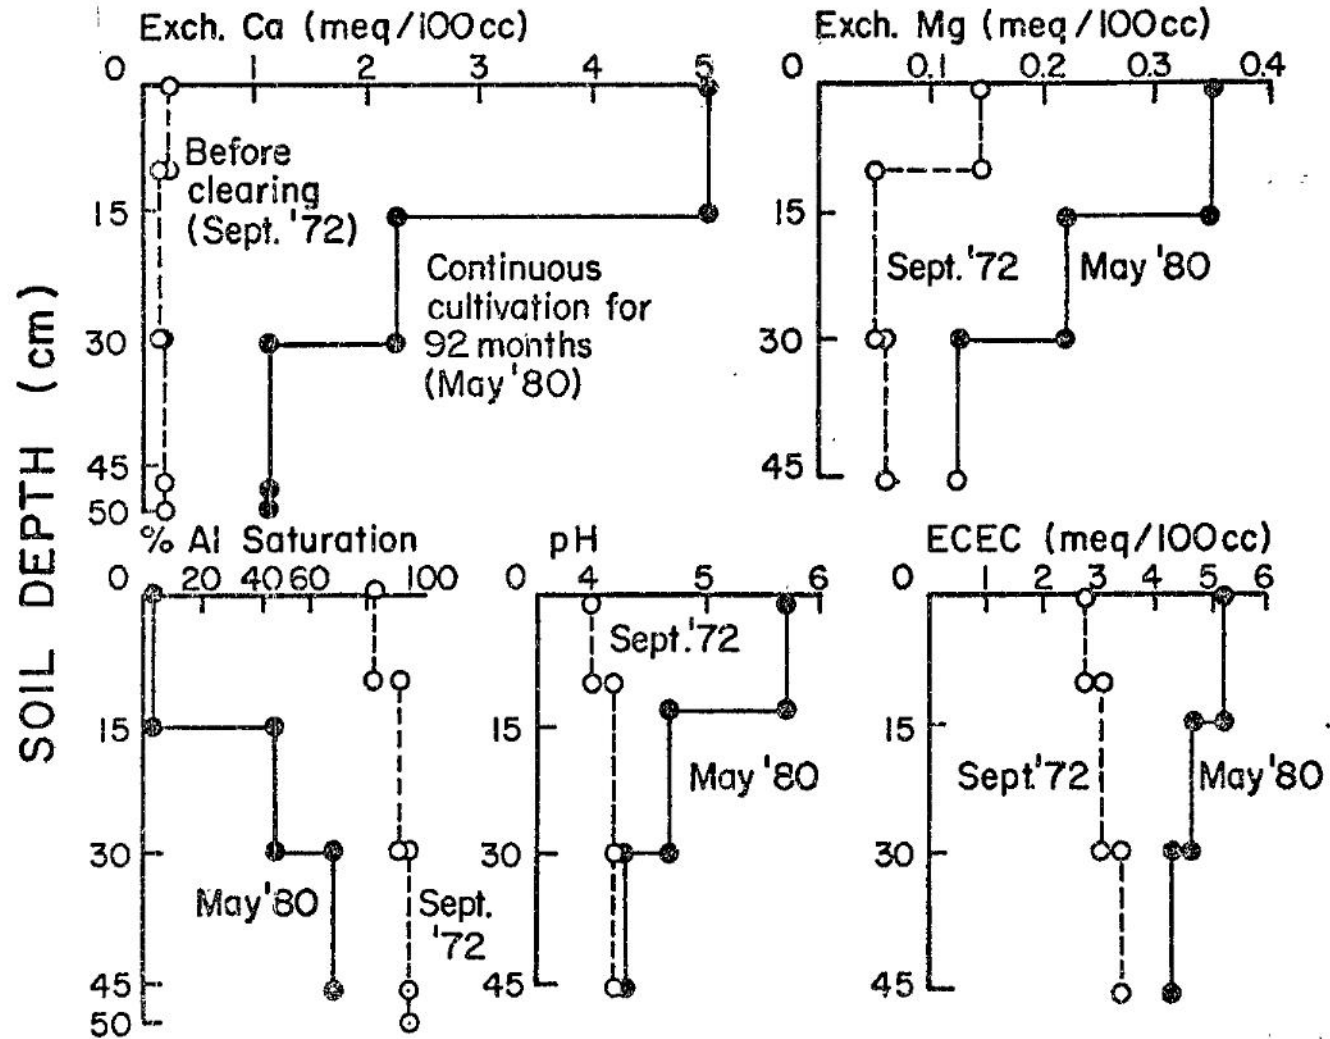 Exch. Ca (meq/100cc)
0 1 2 3 4 5
Before
clearing
(Sept. '72)
15
Continuous
cultivation for
92 months
(May '80)
30
45
50
Exch. Mg (meq/100cc)
0 0.1 0.2 0.3 0.4
15
Sept. '72 May '80
30
45
SOIL DEPTH (cm)
% Al Saturation
0 20 40 60 100
15
30
May '80
Sept.
'72
45
50
pH
0 4 5 6
Sept. '72
15
May '80
30
45
ECEC (meq/100cc)
0 1 2 3 4 5 6
15
Sept. '72 May '80
30
45